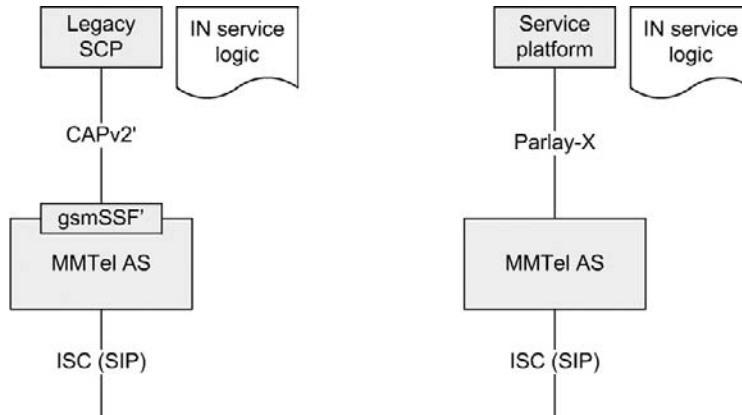 Legacy
SCP
IN service
logic
CAPv2'
gsmSSF'
MMTel AS
ISC (SIP)
Service
platform
IN service
logic
Parlay-X
MMTel AS
ISC (SIP)